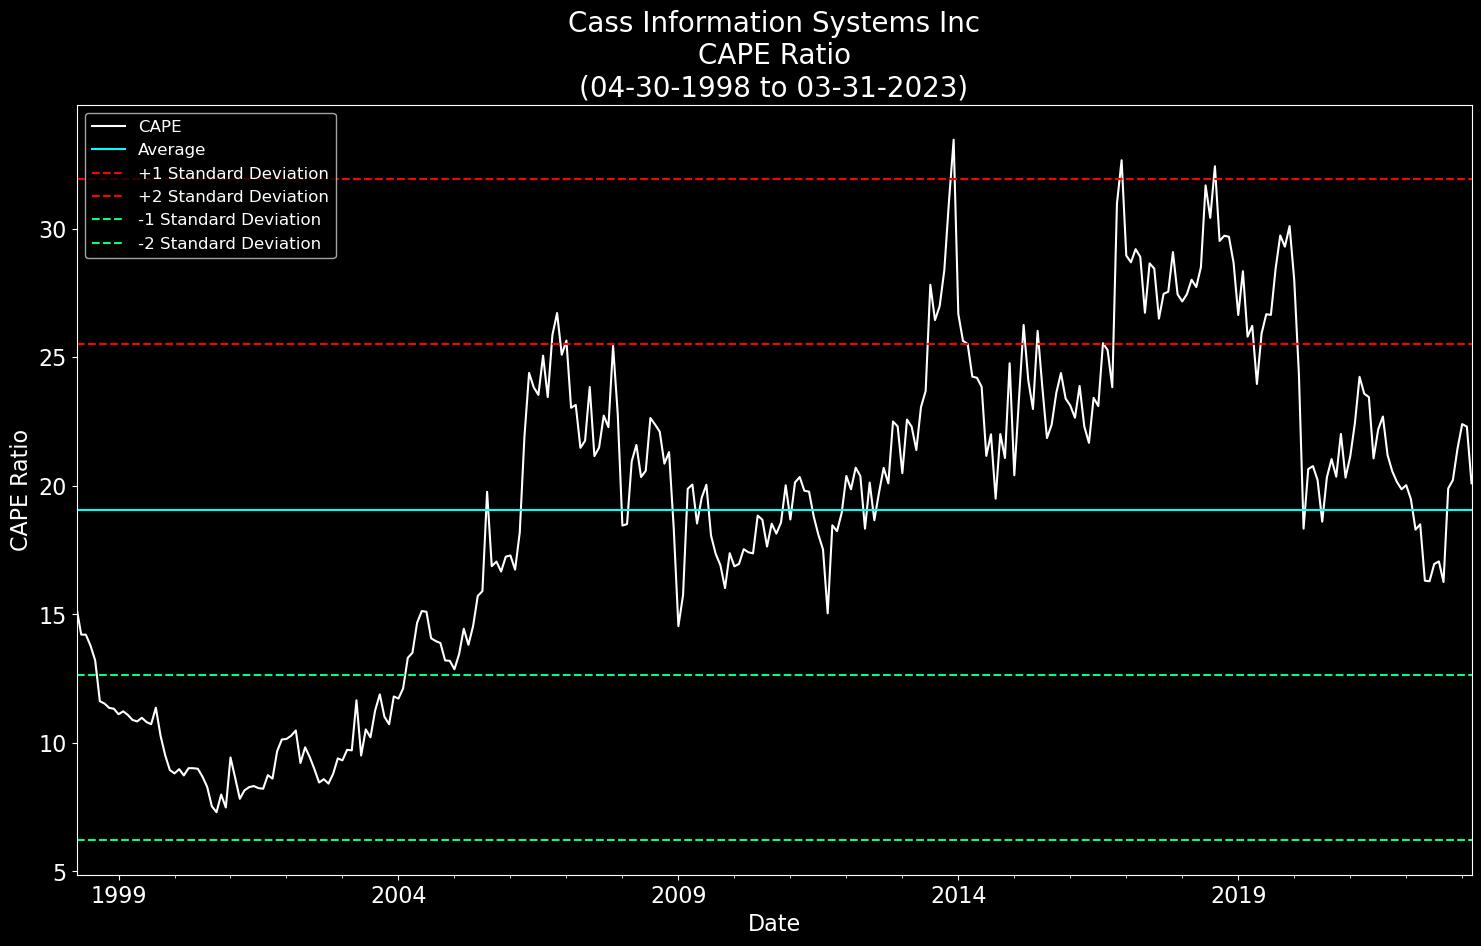 Cass Information Systems Inc
CAPE Ratio
(04-30-1998 to 03-31-2023)
CAPE
Average
+1 Standard Deviation
+2 Standard Deviation
-1 Standard Deviation
-2 Standard Deviation
30
25
20
15
10
5
CAPE Ratio
1999 2004 2009 2014 2019
Date